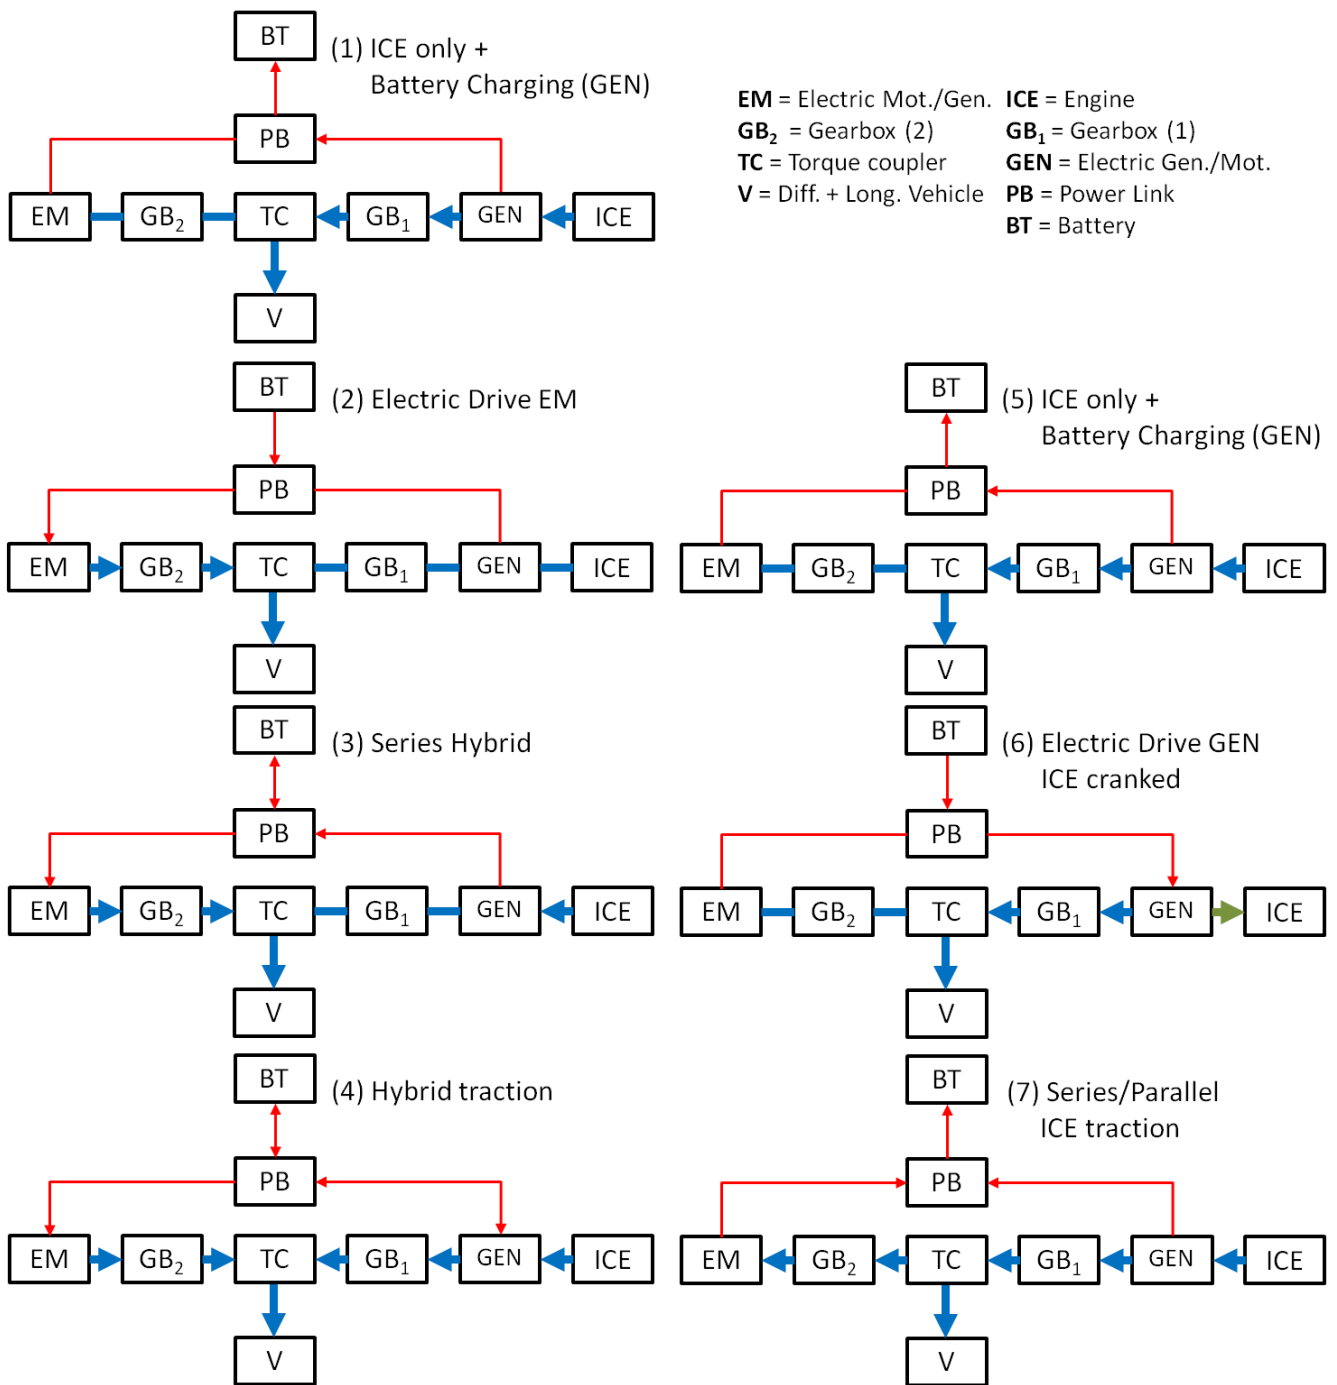 BT
(1) ICE only +
Battery Charging (GEN)
PB
EM GB₂ TC GB₁ GEN ICE
V
EM = Electric Mot./Gen. ICE = Engine
GB₂ = Gearbox (2) GB₁ = Gearbox (1)
TC = Torque coupler GEN = Electric Gen./Mot.
V = Diff. + Long. Vehicle PB = Power Link
BT = Battery
BT
(2) Electric Drive EM
PB
EM GB₂ TC GB₁ GEN ICE
V
BT
(3) Series Hybrid
PB
EM GB₂ TC GB₁ GEN ICE
V
BT
(4) Hybrid traction
PB
EM GB₂ TC GB₁ GEN ICE
V
BT
(5) ICE only +
Battery Charging (GEN)
PB
EM GB₂ TC GB₁ GEN ICE
V
BT
(6) Electric Drive GEN
ICE cranked
PB
EM GB₂ TC GB₁ GEN ICE
V
BT
(7) Series/Parallel
ICE traction
PB
EM GB₂ TC GB₁ GEN ICE
V